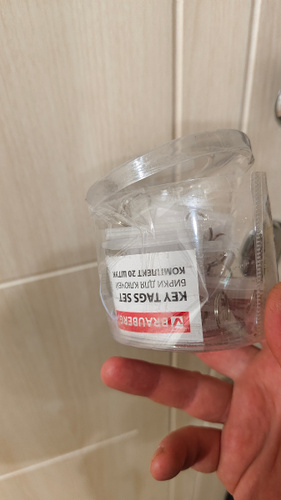 BRAUBERG
KEY TAGS SET
БИРКИ ДЛЯ КЛЮЧЕЙ
КОМПЛЕКТ 20 ШТУК